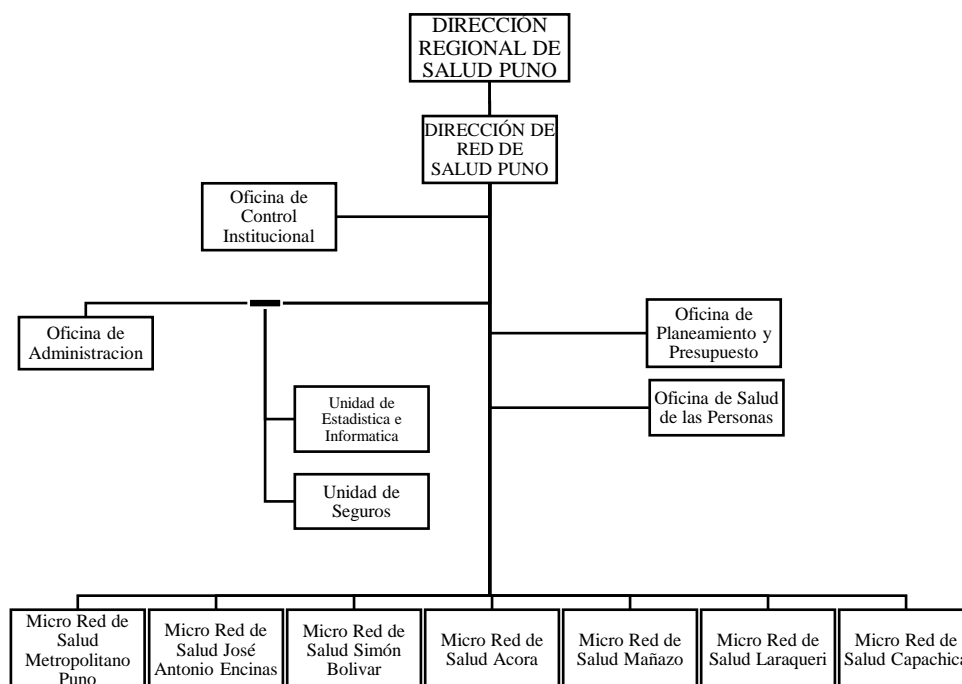 DIRECCIÓN
REGIONAL DE
SALUD PUNO
DIRECCIÓN DE
RED DE
SALUD PUNO
Oficina de
Control
Institucional
Oficina de
Administracion
Oficina de
Planeamiento y
Presupuesto
Oficina de Salud
de las Personas
Unidad de
Estadistica e
Informatica
Unidad de
Seguros
Micro Red de
Salud
Metropolitano
Puno
Micro Red de
Salud José
Antonio Encinas
Micro Red de
Salud Simón
Bolivar
Micro Red de
Salud Acora
Micro Red de
Salud Mañazo
Micro Red de
Salud Laraqueri
Micro Red de
Salud Capachica